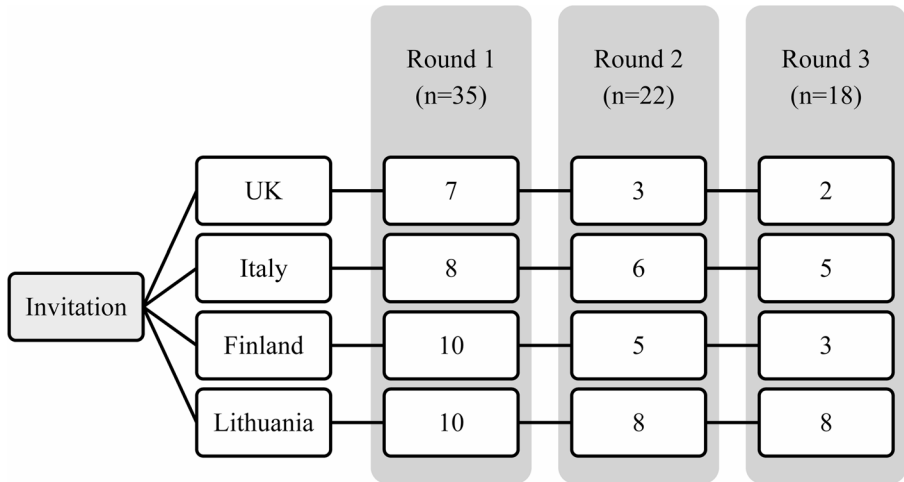 Round 1
(n=35)
Round 2
(n=22)
Round 3
(n=18)
UK
7
3
2
Italy
8
6
5
Invitation
Finland
10
5
3
Lithuania
10
8
8